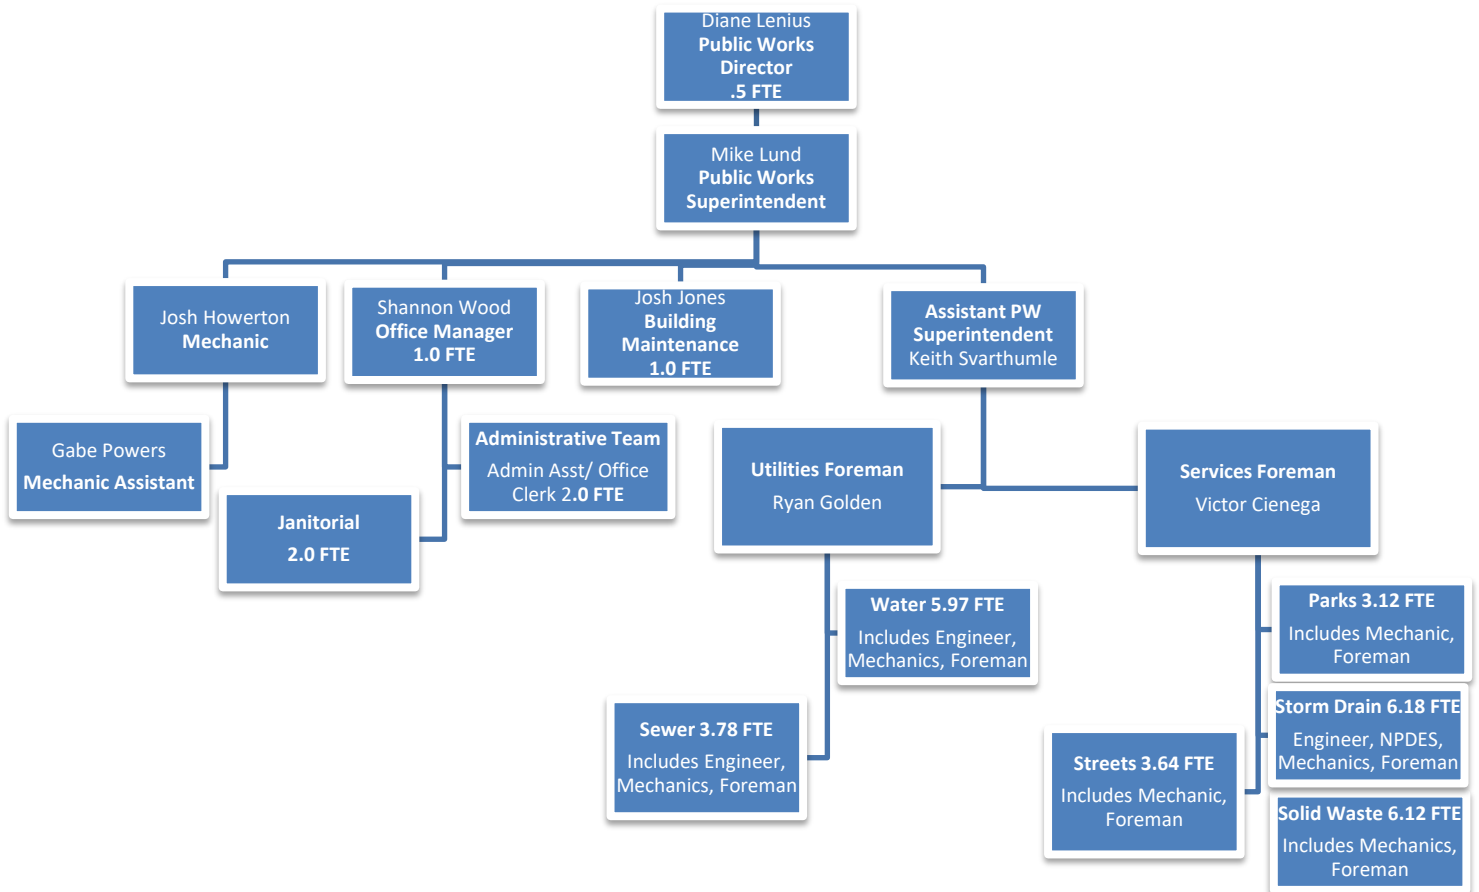 Diane Lenius
Public Works
Director
.5 FTE
Mike Lund
Public Works
Superintendent
Josh Howerton
Mechanic
Shannon Wood
Office Manager
1.0 FTE
Josh Jones
Building
Maintenance
1.0 FTE
Assistant PW
Superintendent
Keith Svarthumle
Gabe Powers
Mechanic Assistant
Administrative Team
Admin Asst/ Office
Clerk 2.0 FTE
Janitorial
2.0 FTE
Utilities Foreman
Ryan Golden
Services Foreman
Victor Cienega
Water 5.97 FTE
Includes Engineer,
Mechanics, Foreman
Sewer 3.78 FTE
Includes Engineer,
Mechanics, Foreman
Parks 3.12 FTE
Includes Mechanic,
Foreman
Storm Drain 6.18 FTE
Engineer, NPDES,
Mechanics, Foreman
Streets 3.64 FTE
Includes Mechanic,
Foreman
Solid Waste 6.12 FTE
Includes Mechanics,
Foreman